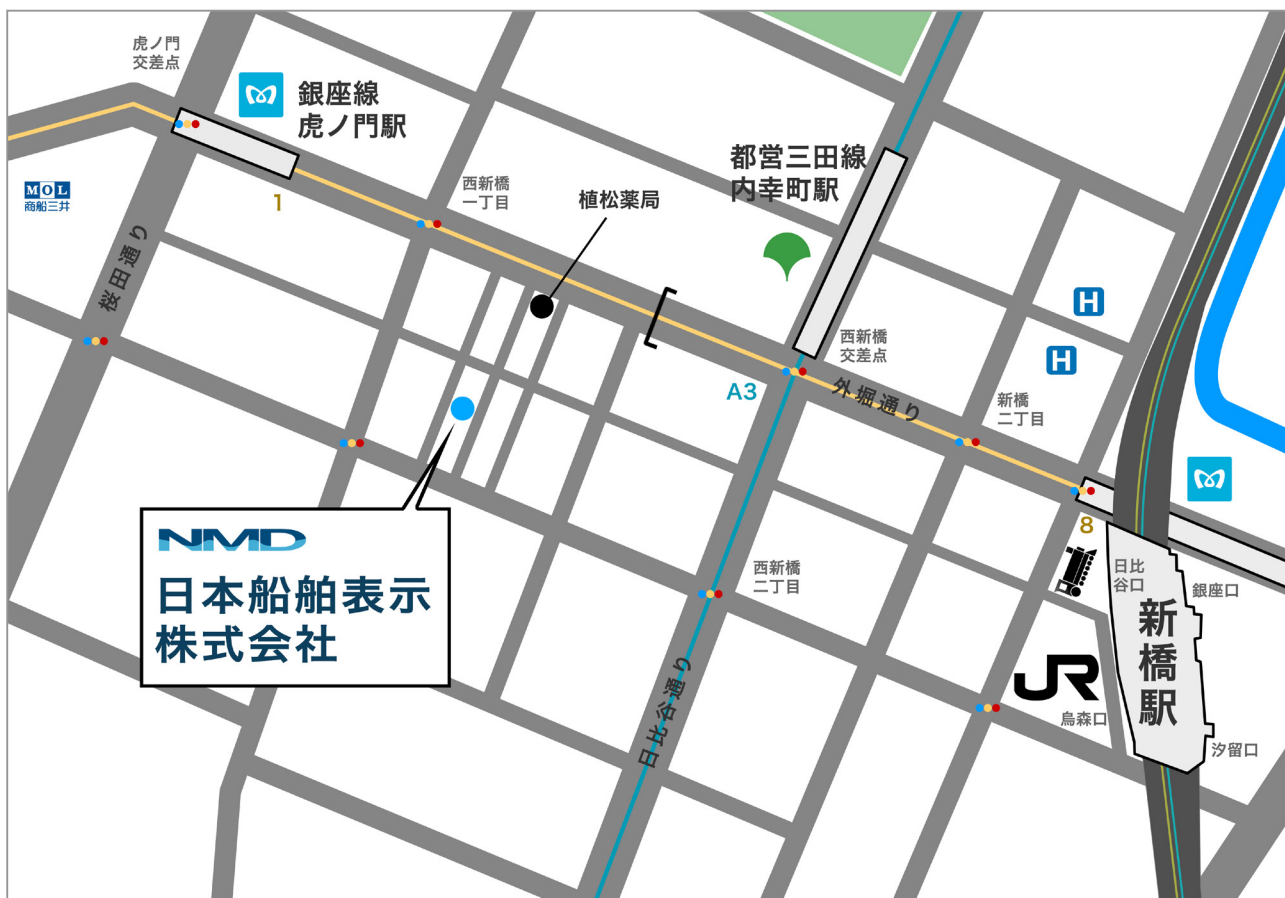 虎ノ門
交差点
銀座線
虎ノ門駅
MOL
商船三井
1
西新橋
一丁目
植松薬局
都営三田線
内幸町駅
桜田通り
H
H
西新橋
交差点
A3
外堀通り
新橋
二丁目
8
NMD
日本船舶表示
株式会社
西新橋
二丁目
日比谷通り
日比
谷口
銀座口
新橋駅
JR
烏森口
汐留口